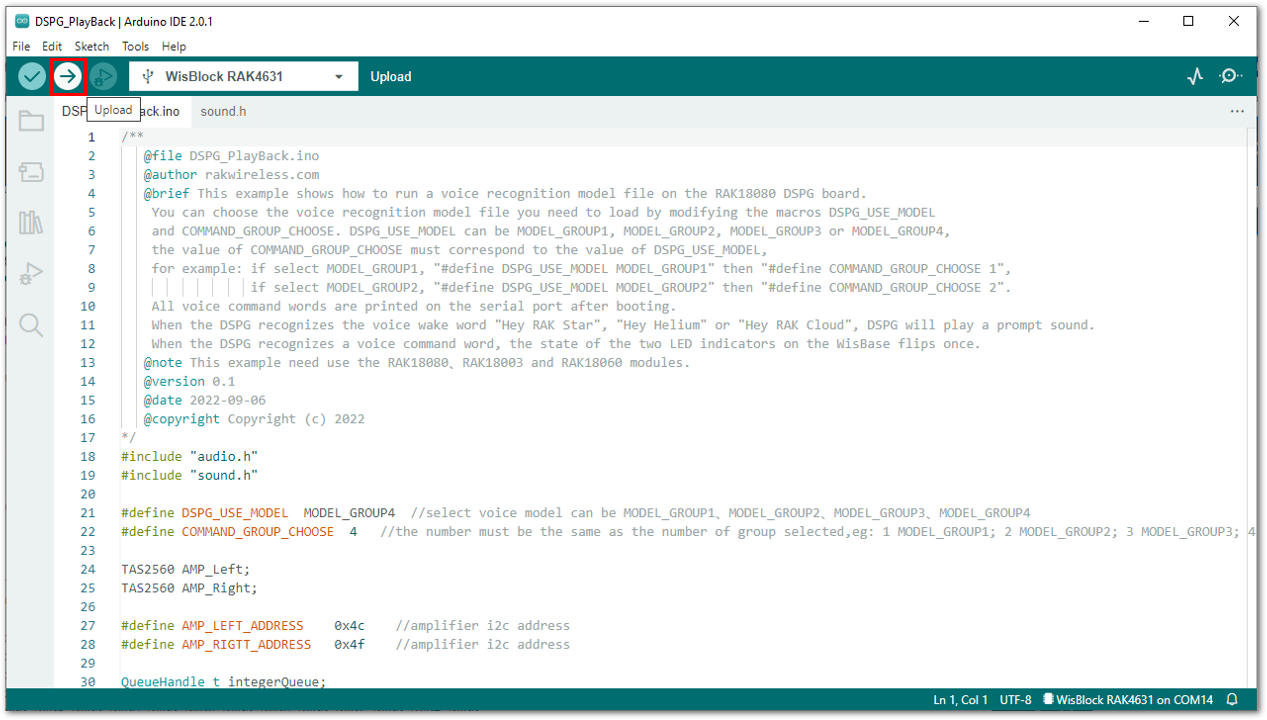 DSPG_PlayBack | Arduino IDE 2.0.1
File Edit Sketch Tools Help
WisBlock RAK4631 Upload
DSP ack.ino sound.h
Upload
1 /**
2 @file DSPG_PlayBack.ino
3 @author rakwireless.com
4 @brief This example shows how to run a voice recognition model file on the RAK18080 DSPG board.
5 You can choose the voice recognition model file you need to load by modifying the macros DSPG_USE_MODEL
6 and COMMAND_GROUP_CHOOSE. DSPG_USE_MODEL can be MODEL_GROUP1, MODEL_GROUP2, MODEL_GROUP3 or MODEL_GROUP4,
7 the value of COMMAND_GROUP_CHOOSE must correspond to the value of DSPG_USE_MODEL,
8 for example: if select MODEL_GROUP1, "#define DSPG_USE_MODEL MODEL_GROUP1" then "#define COMMAND_GROUP_CHOOSE 1",
9 if select MODEL_GROUP2, "#define DSPG_USE_MODEL MODEL_GROUP2" then "#define COMMAND_GROUP_CHOOSE 2".
10 All voice command words are printed on the serial port after booting.
11 When the DSPG recognizes the voice wake word "Hey RAK Star", "Hey Helium" or "Hey RAK Cloud", DSPG will play a prompt sound.
12 When the DSPG recognizes a voice command word, the state of the two LED indicators on the WisBase flips once.
13 @note This example need use the RAK18080、RAK18003 and RAK18060 modules.
14 @version 0.1
15 @date 2022-09-06
16 @copyright Copyright (c) 2022
17 */
18 #include "audio.h"
19 #include "sound.h"
20
21 #define DSPG_USE_MODEL MODEL_GROUP4 //select voice model can be MODEL_GROUP1、MODEL_GROUP2、MODEL_GROUP3、MODEL_GROUP4
22 #define COMMAND_GROUP_CHOOSE 4 //the number must be the same as the number of group selected,eg: 1 MODEL_GROUP1; 2 MODEL_GROUP2; 3 MODEL_GROUP3; 4
23
24 TAS2560 AMP_Left;
25 TAS2560 AMP_Right;
26
27 #define AMP_LEFT_ADDRESS 0x4c //amplifier i2c address
28 #define AMP_RIGTT_ADDRESS 0x4f //amplifier i2c address
29
30 QueueHandle_t integerQueue;
Ln 1, Col 1 UTF-8 WisBlock RAK4631 on COM14